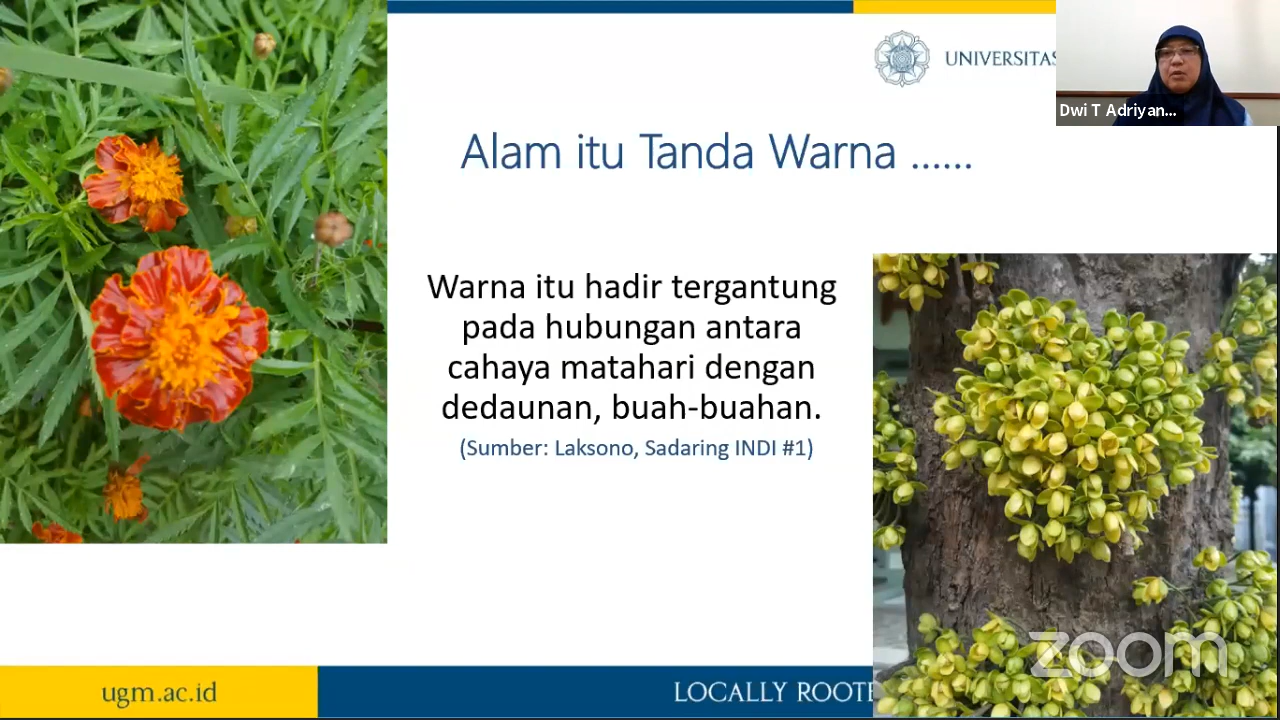 UNIVERSITAS
Dwi T Adriyan...
Alam itu Tanda Warna ......
Warna itu hadir tergantung
pada hubungan antara
cahaya matahari dengan
dedaunan, buah-buahan.
(Sumber: Laksono, Sadaring INDI #1)
zoom
ugm.ac.id
LOCALLY ROOTE